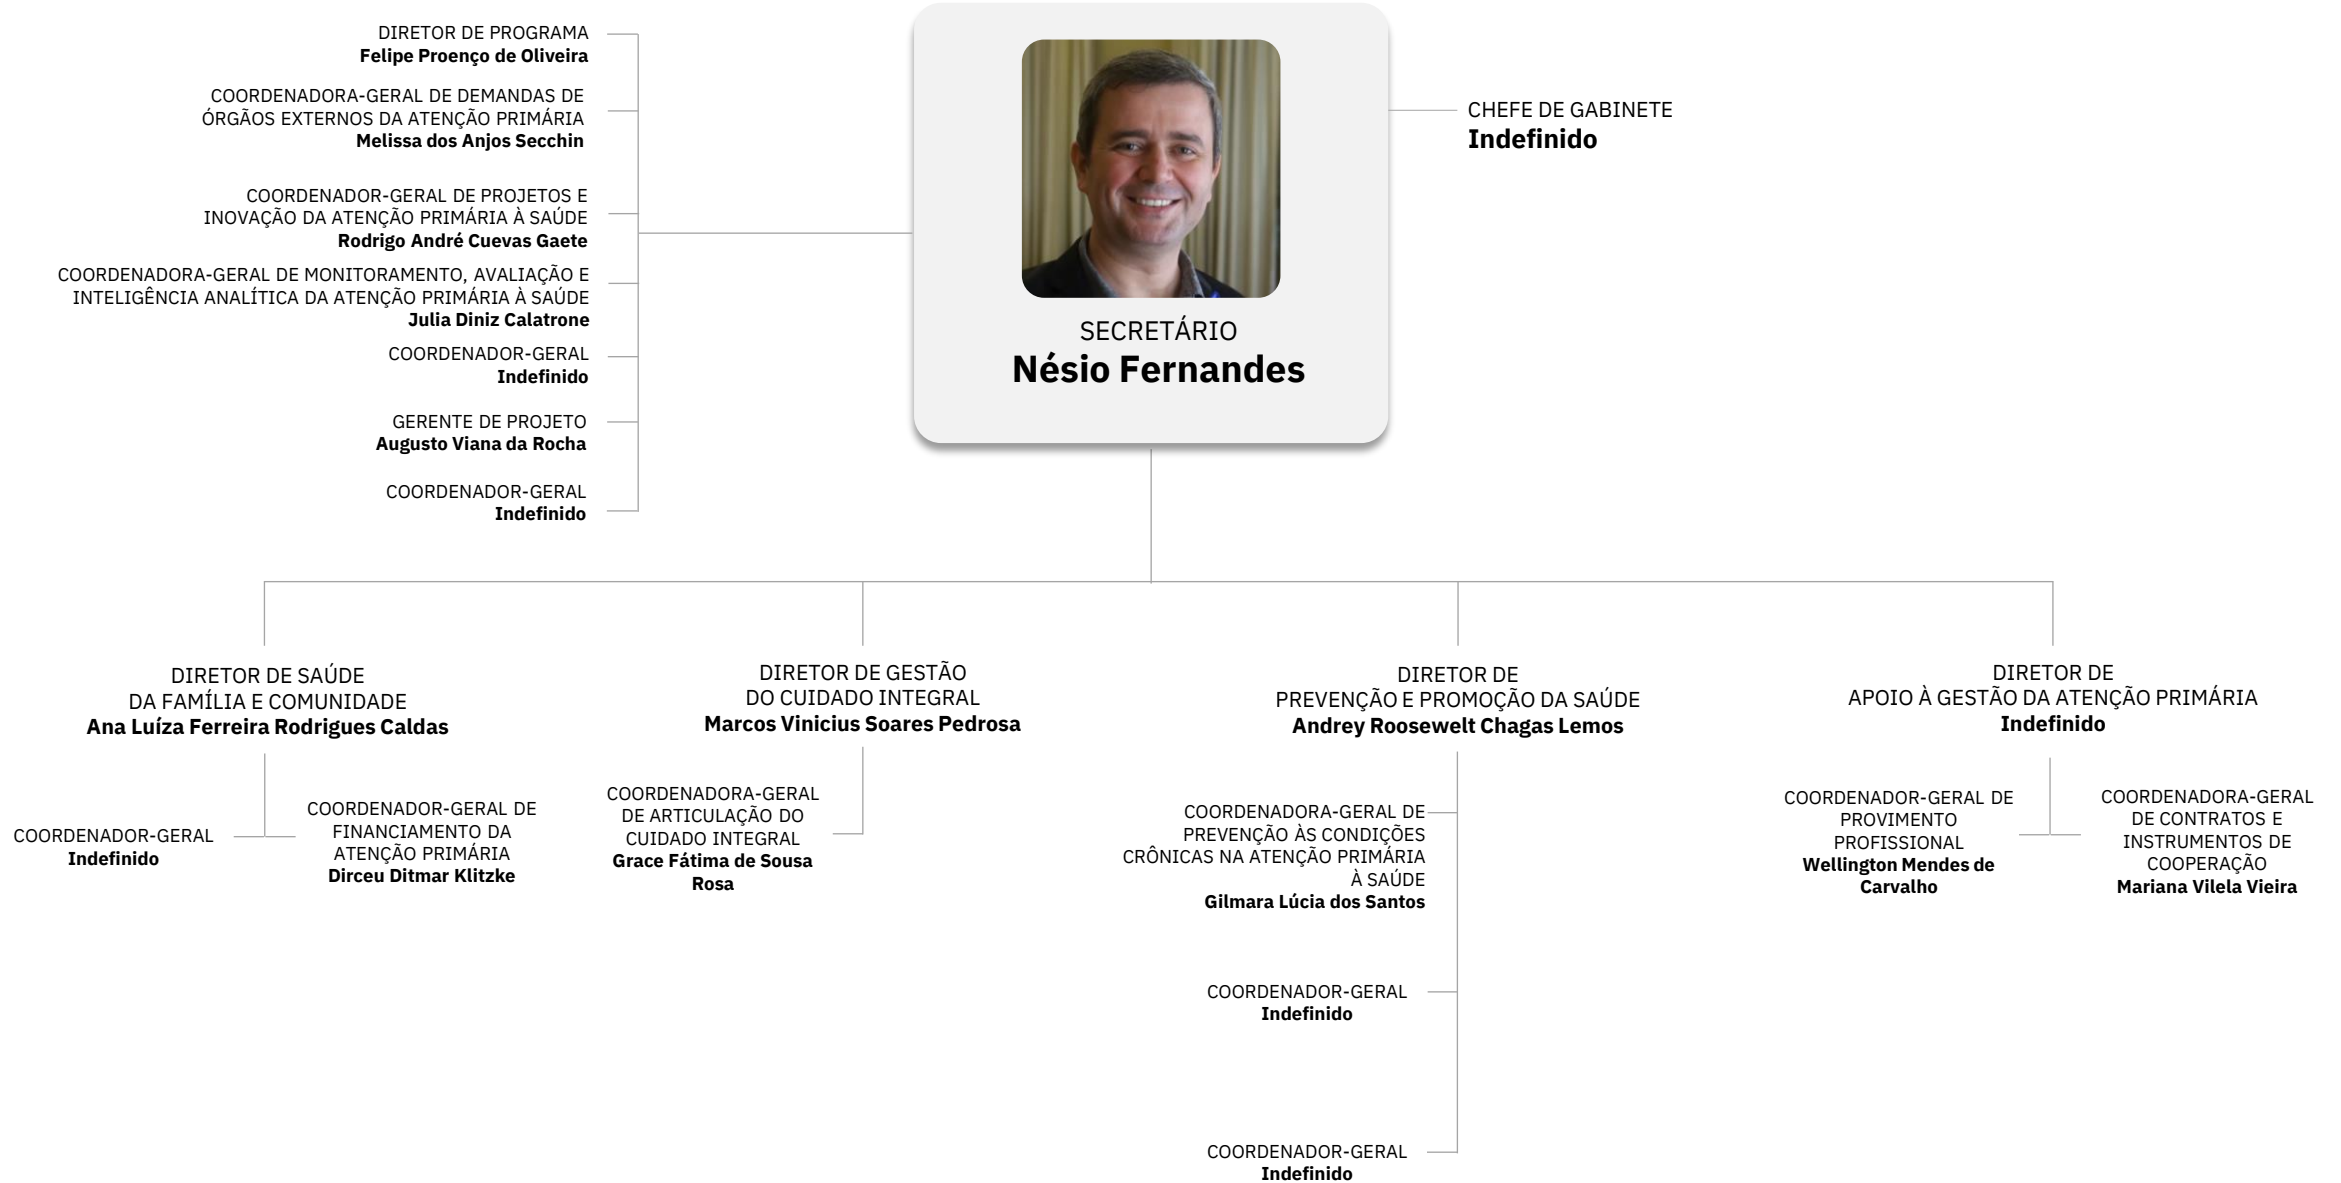 DIRETOR DE PROGRAMA
Felipe Proenço de Oliveira
COORDENADORA-GERAL DE DEMANDAS DE
ÓRGÃOS EXTERNOS DA ATENÇÃO PRIMÁRIA
Melissa dos Anjos Secchin
COORDENADOR-GERAL DE PROJETOS E
INOVAÇÃO DA ATENÇÃO PRIMÁRIA À SAÚDE
Rodrigo André Cuevas Gaete
COORDENADORA-GERAL DE MONITORAMENTO, AVALIAÇÃO E
INTELIGÊNCIA ANALÍTICA DA ATENÇÃO PRIMÁRIA À SAÚDE
Julia Diniz Calatrone
COORDENADOR-GERAL
Indefinido
GERENTE DE PROJETO
Augusto Viana da Rocha
COORDENADOR-GERAL
Indefinido
SECRETÁRIO
Nésio Fernandes
CHEFE DE GABINETE
Indefinido
DIRETOR DE SAÚDE
DA FAMÍLIA E COMUNIDADE
Ana Luíza Ferreira Rodrigues Caldas
COORDENADOR-GERAL
Indefinido
COORDENADOR-GERAL DE
FINANCIAMENTO DA
ATENÇÃO PRIMÁRIA
Dirceu Ditmar Klitzke
DIRETOR DE GESTÃO
DO CUIDADO INTEGRAL
Marcos Vinicius Soares Pedrosa
COORDENADORA-GERAL
DE ARTICULAÇÃO DO
CUIDADO INTEGRAL
Grace Fátima de Sousa
Rosa
DIRETOR DE
PREVENÇÃO E PROMOÇÃO DA SAÚDE
Andrey Roosewelt Chagas Lemos
COORDENADORA-GERAL DE
PREVENÇÃO ÀS CONDIÇÕES
CRÔNICAS NA ATENÇÃO PRIMÁRIA
À SAÚDE
Gilmara Lúcia dos Santos
COORDENADOR-GERAL
Indefinido
COORDENADOR-GERAL
Indefinido
DIRETOR DE
APOIO À GESTÃO DA ATENÇÃO PRIMÁRIA
Indefinido
COORDENADOR-GERAL DE
PROVIMENTO
PROFISSIONAL
Wellington Mendes de
Carvalho
COORDENADORA-GERAL
DE CONTRATOS E
INSTRUMENTOS DE
COOPERAÇÃO
Mariana Vilela Vieira